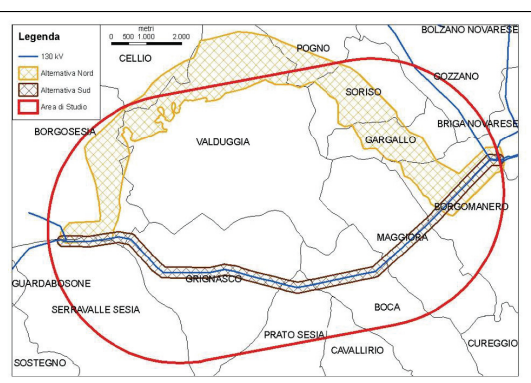 Legenda
130 kV
Alternativa Nord
Alternativa Sud
Area di Studio
metri
0 500 1.000 2.000
BOLZANO NOVARESE
POGNO
CELLIO
GOZZANO
SORISO
BRIGA NOVARESE
BORGOSESIA
VALDUGGIA
GARGALLO
BORGOMANERO
MAGGIORA
GUARDABOSONE
GRIGNASCO
SERRAVALLE SESIA
BOCA
PRATO SESIA
CUREGGIO
CAVALLIRIO
SOSTEGNO